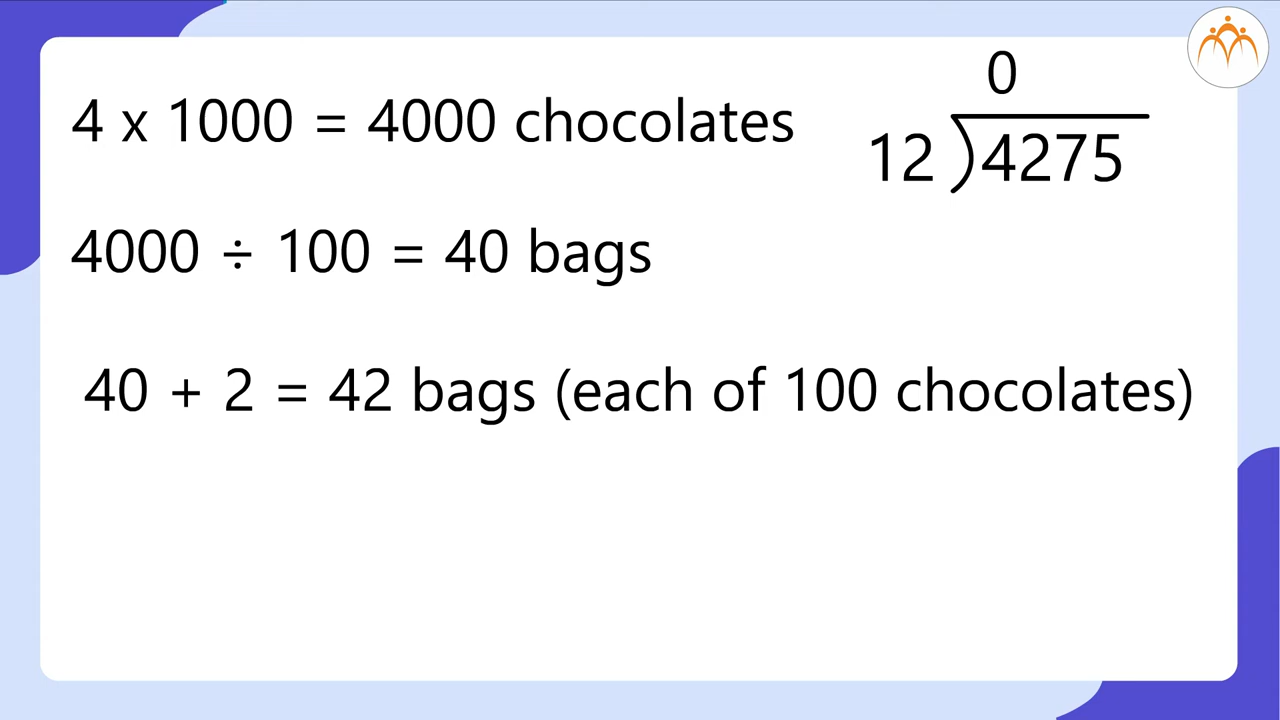 4 x 1000 = 4000 chocolates
4000 ÷ 100 = 40 bags
40 + 2 = 42 bags (each of 100 chocolates)
0
12 )4275